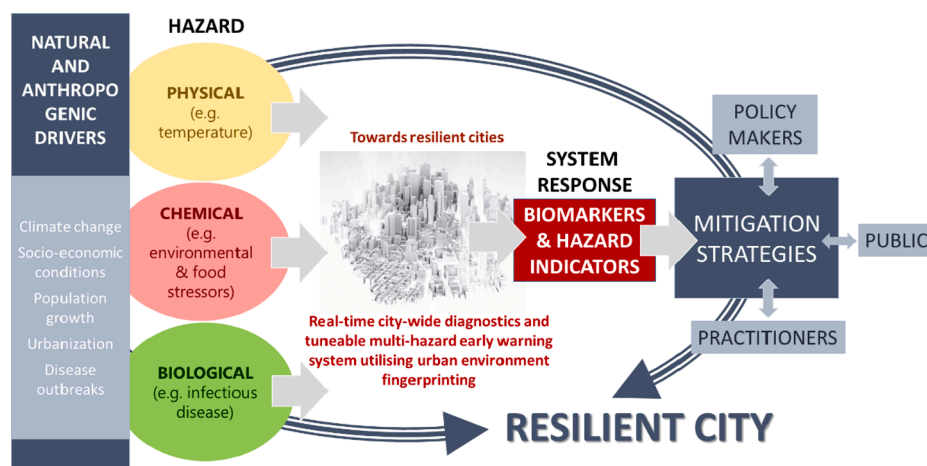 NATURAL
AND
ANTHROPO
GENIC
DRIVERS
Climate change
Socio-economic
conditions
Population
growth
Urbanization
Disease
outbreaks
HAZARD
PHYSICAL
(e.g.
temperature)
CHEMICAL
(e.g.
environmental
& food
stressors)
BIOLOGICAL
(e.g. infectious
disease)
Towards resilient cities
Real-time city-wide diagnostics and
tuneable multi-hazard early warning
system utilising urban environment
fingerprinting
SYSTEM
RESPONSE
BIOMARKERS
& HAZARD
INDICATORS
POLICY
MAKERS
MITIGATION
STRATEGIES
PUBLIC
PRACTITIONERS
RESILIENT CITY